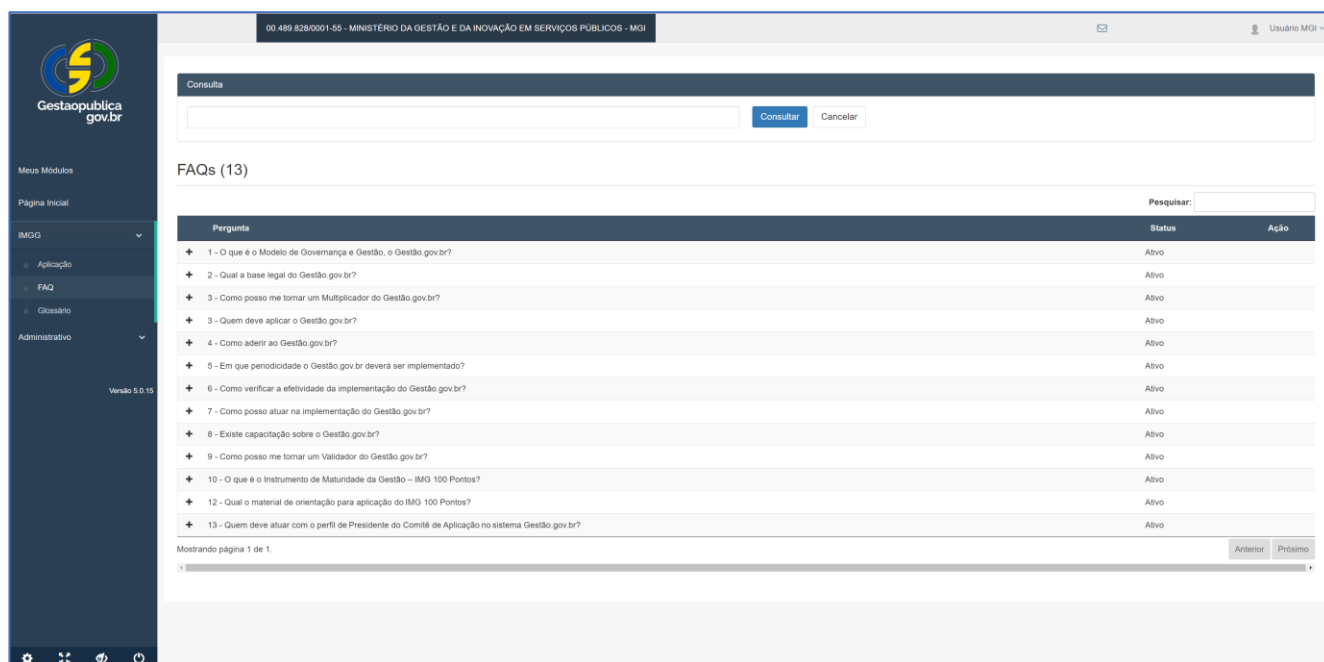 00.489.828/0001-55 - MINISTÉRIO DA GESTÃO E DA INOVAÇÃO EM SERVIÇOS PÚBLICOS - MGI
Usuário MGI
Gestaopublica
gov.br
Meus Módulos
Página Inicial
IMGG
Aplicação
FAQ
Glossário
Administrativo
Versão 5.0.15
Consulta
Consultar Cancelar
FAQs (13)
Pesquisar:
Pergunta Status Ação
1 - O que é o Modelo de Governança e Gestão, o Gestão.gov.br? Ativo
2 - Qual a base legal do Gestão.gov.br? Ativo
3 - Como posso me tornar um Multiplicador do Gestão.gov.br? Ativo
3 - Quem deve aplicar o Gestão.gov.br? Ativo
4 - Como aderir ao Gestão.gov.br? Ativo
5 - Em que periodicidade o Gestão.gov.br deverá ser implementado? Ativo
6 - Como verificar a efetividade da implementação do Gestão.gov.br? Ativo
7 - Como posso atuar na implementação do Gestão.gov.br? Ativo
8 - Existe capacitação sobre o Gestão.gov.br? Ativo
9 - Como posso me tornar um Validador do Gestão.gov.br? Ativo
10 - O que é o Instrumento de Maturidade da Gestão – IMG 100 Pontos? Ativo
12 - Qual o material de orientação para aplicação do IMG 100 Pontos? Ativo
13 - Quem deve atuar com o perfil de Presidente do Comitê de Aplicação no sistema Gestão.gov.br? Ativo
Mostrando página 1 de 1.
Anterior Próximo